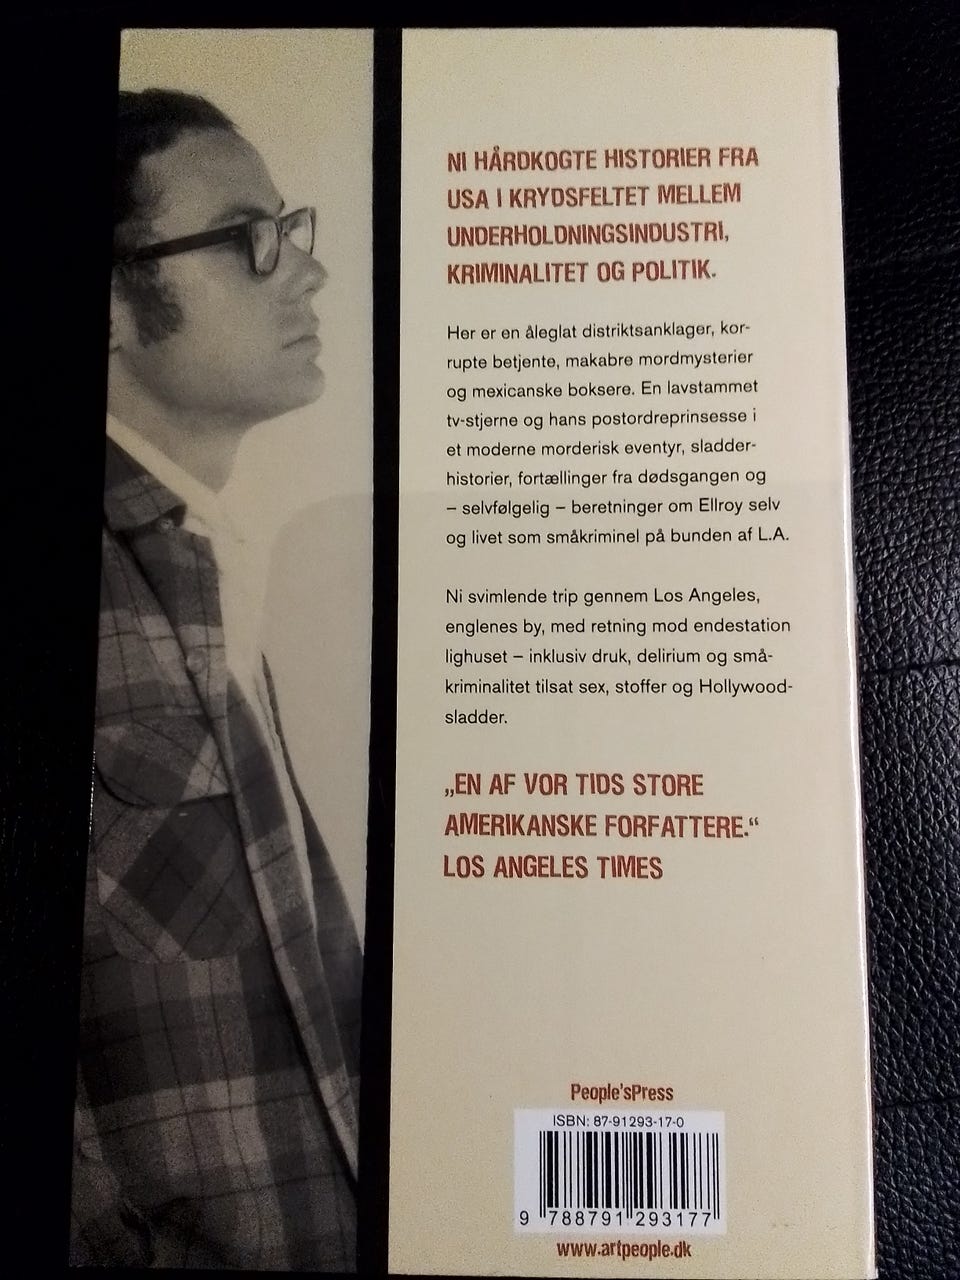 NI HÅRDKOGTE HISTORIER FRA
USA I KRYDSFELTET MELLEM
UNDERHOLDNINGSINDUSTRI,
KRIMINALITET OG POLITIK.
Her er en åleglat distriktsanklager, kor-
rupte betjente, makabre mordmysterier
og mexicanske boksere. En lavstammet
tv-stjerne og hans postordreprinsesse i
et moderne morderisk eventyr, sladder-
historier, fortællinger fra dødsgangen og
– selvfølgelig – beretninger om Ellroy selv
og livet som småkriminel på bunden af L.A.
Ni svimlende trip gennem Los Angeles,
englenes by, med retning mod endestation
lighuset – inklusiv druk, delirium og små-
kriminalitet tilsat sex, stoffer og Hollywood-
sladder.
„EN AF VOR TIDS STORE
AMERIKANSKE FORFATTERE.“
LOS ANGELES TIMES
People'sPress
ISBN: 87-91293-17-0
9 788791 293177
www.artpeople.dk